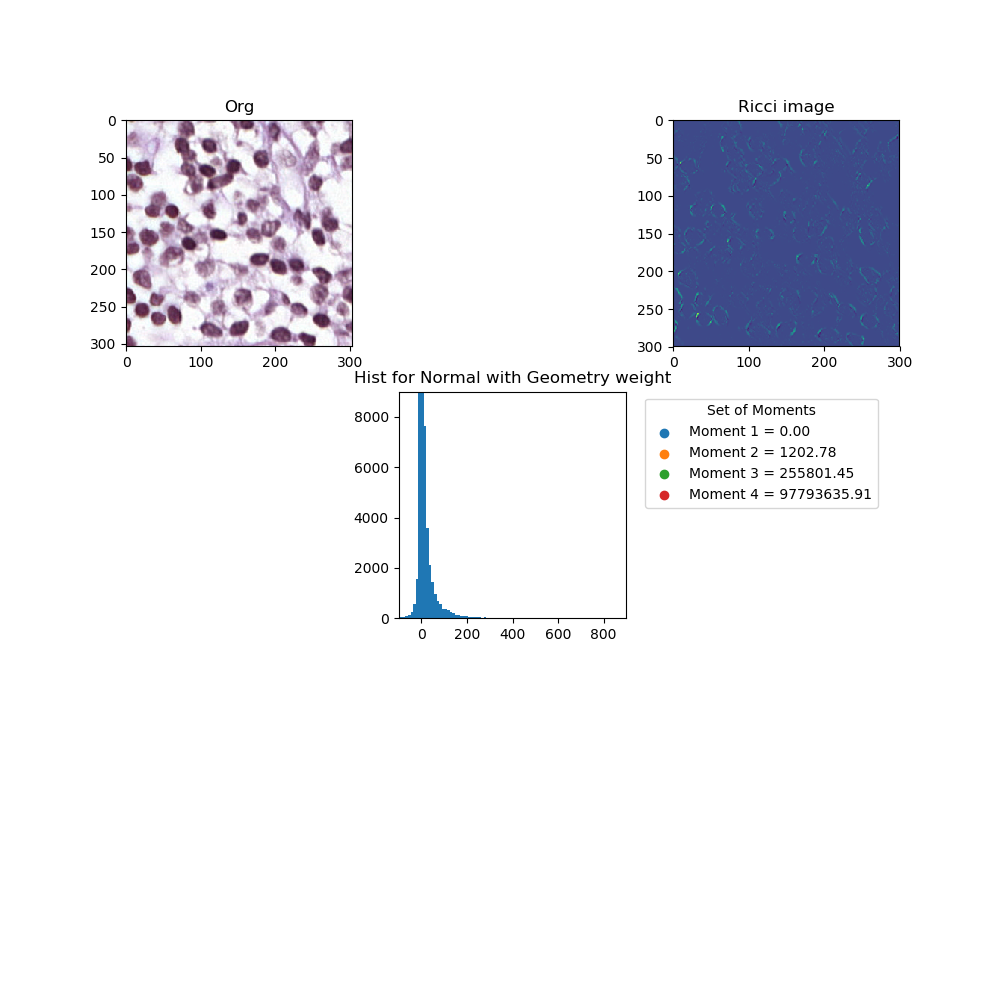 Org
0
50
100
150
200
250
300
0 100 200 300
Ricci image
0
50
100
150
200
250
300
0 100 200 300
Hist for Normal with Geometry weight
8000
6000
4000
2000
0
0 200 400 600 800
Set of Moments
Moment 1 = 0.00
Moment 2 = 1202.78
Moment 3 = 255801.45
Moment 4 = 97793635.91